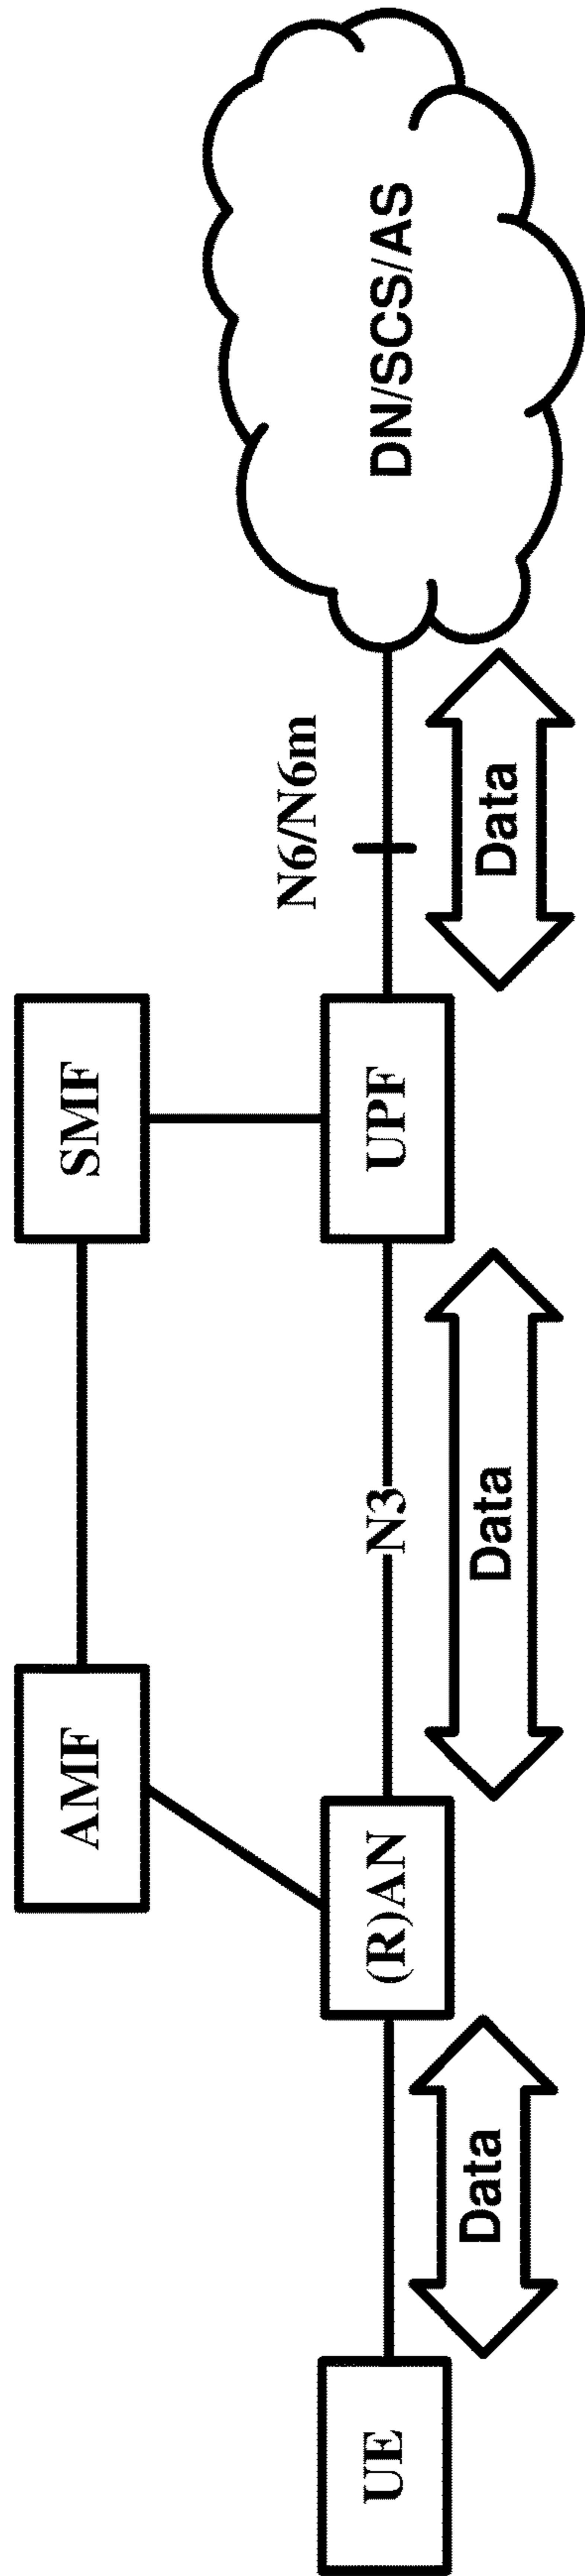 AMF
SMF
UE
(R)AN
N3
UPF
N6/N6m
DN/SCS/AS
Data
Data
Data